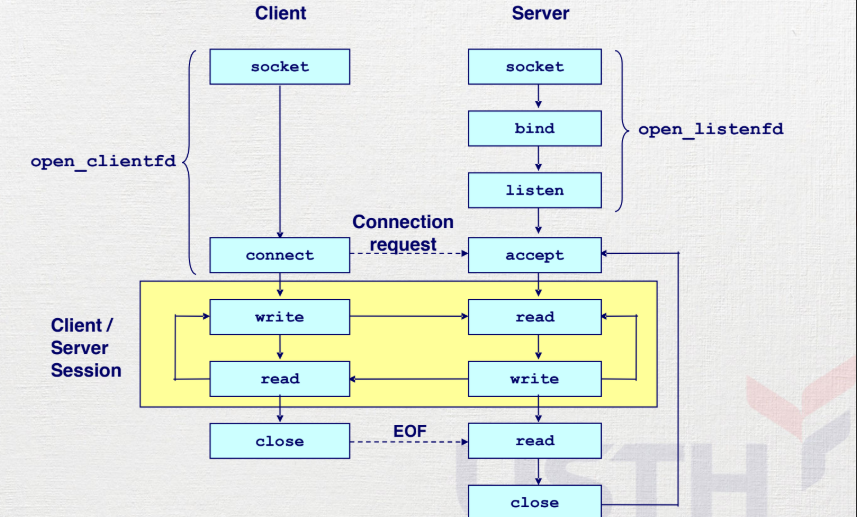 Client
Server
socket
socket
bind
open_listenfd
open_clientfd
listen
Connection
request
connect
accept
Client /
Server
Session
write
read
read
write
close
EOF
read
close
USTH